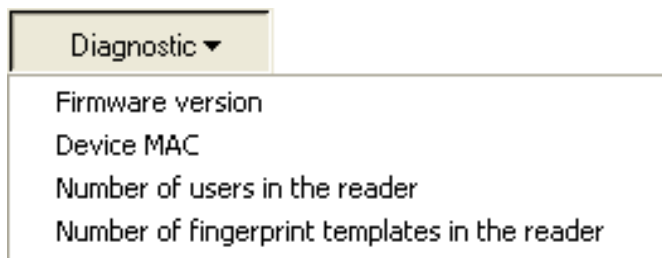 Diagnostic
Firmware version
Device MAC
Number of users in the reader
Number of fingerprint templates in the reader